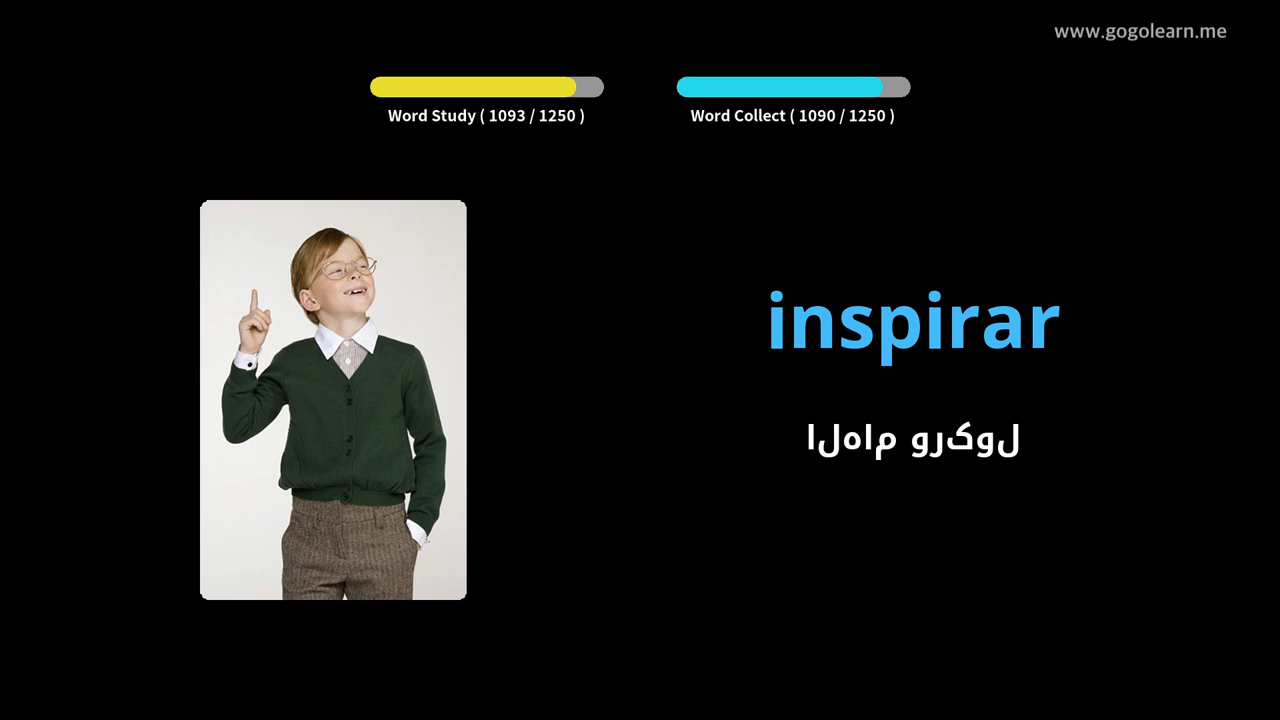 www.gogolearn.me
Word Study ( 1093 / 1250 )
Word Collect ( 1090 / 1250 )
inspirar
الهام ورکول